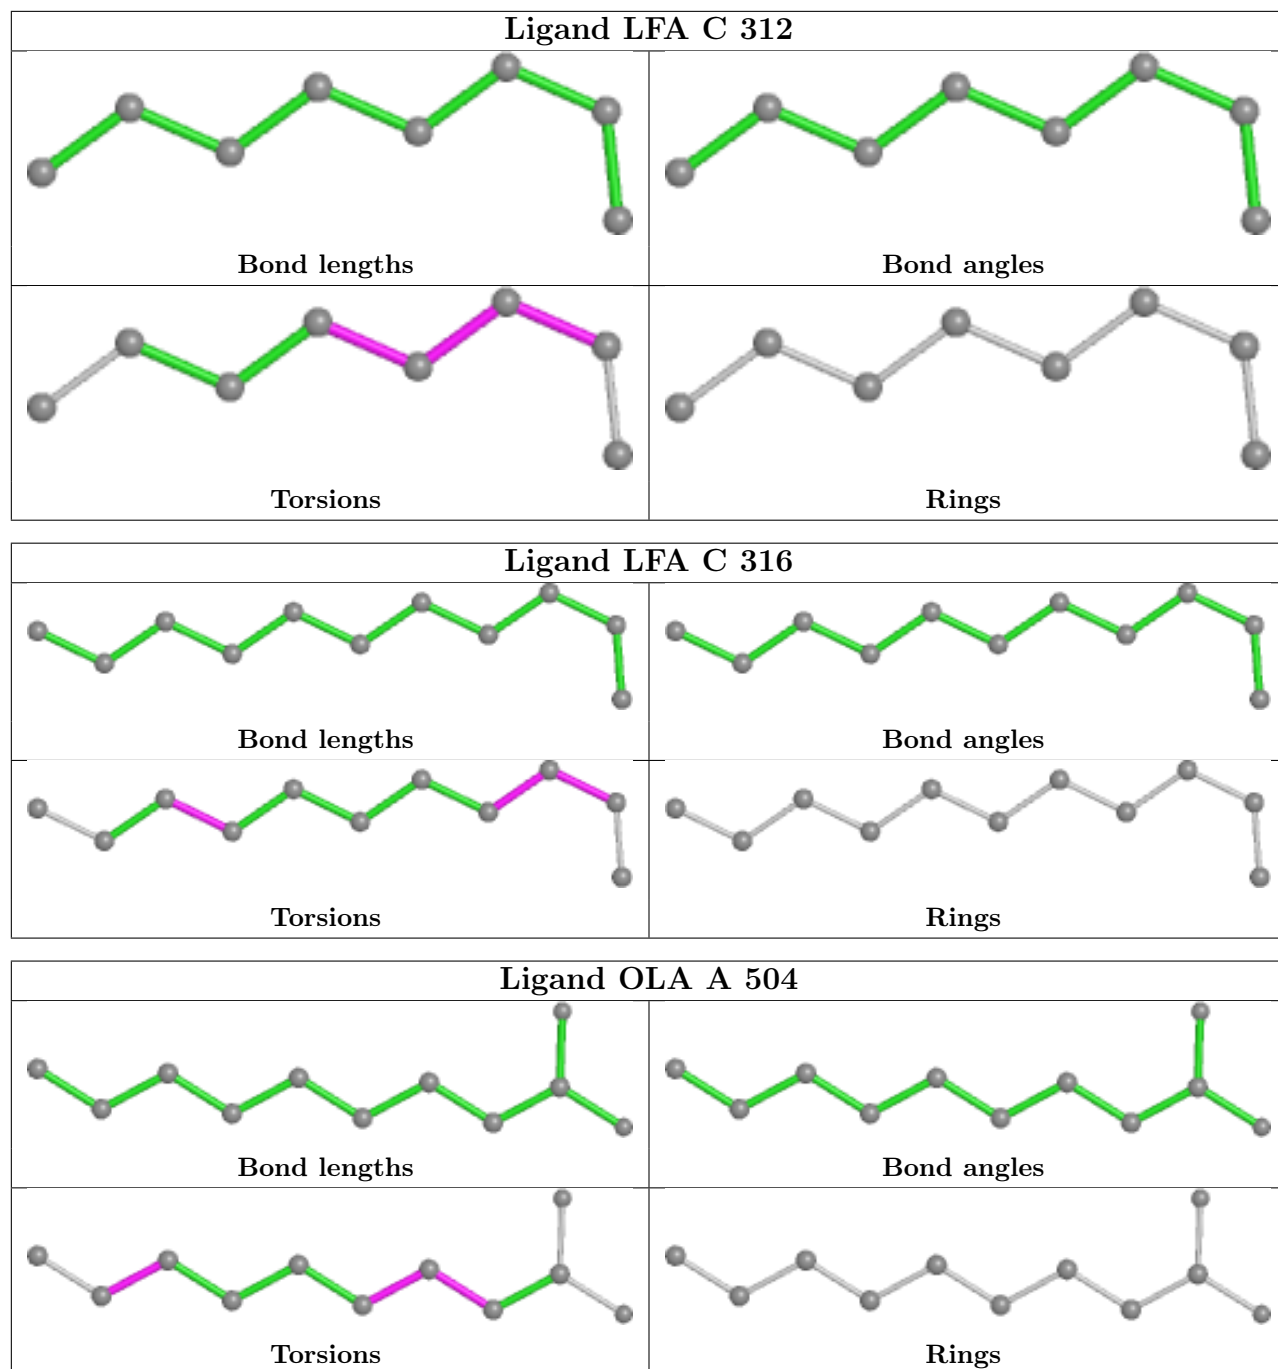 Ligand LFA C 312
Bond lengths Bond angles
Torsions Rings
Ligand LFA C 316
Bond lengths Bond angles
Torsions Rings
Ligand OLA A 504
Bond lengths Bond angles
Torsions Rings